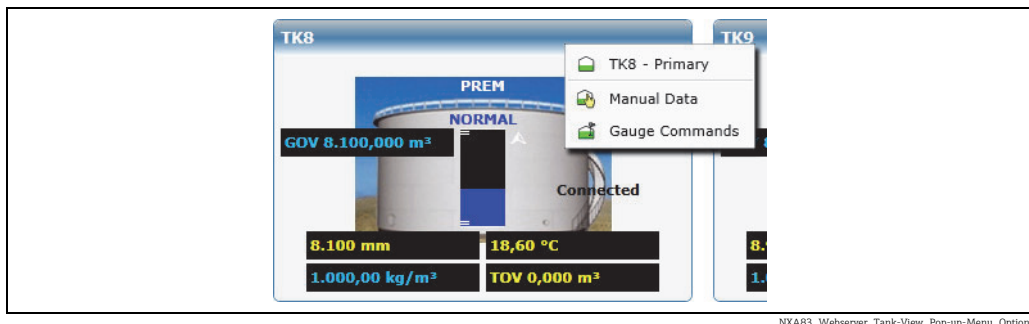 TK8
TK9
TK8 - Primary
Manual Data
Gauge Commands
PREM
NORMAL
GOV 8.100,000 m³
Connected
8.100 mm
18,60 °C
1.000,00 kg/m³
TOV 0,000 m³
NXA83_Webserver_Tank-View_Pop-up-Menu_Option